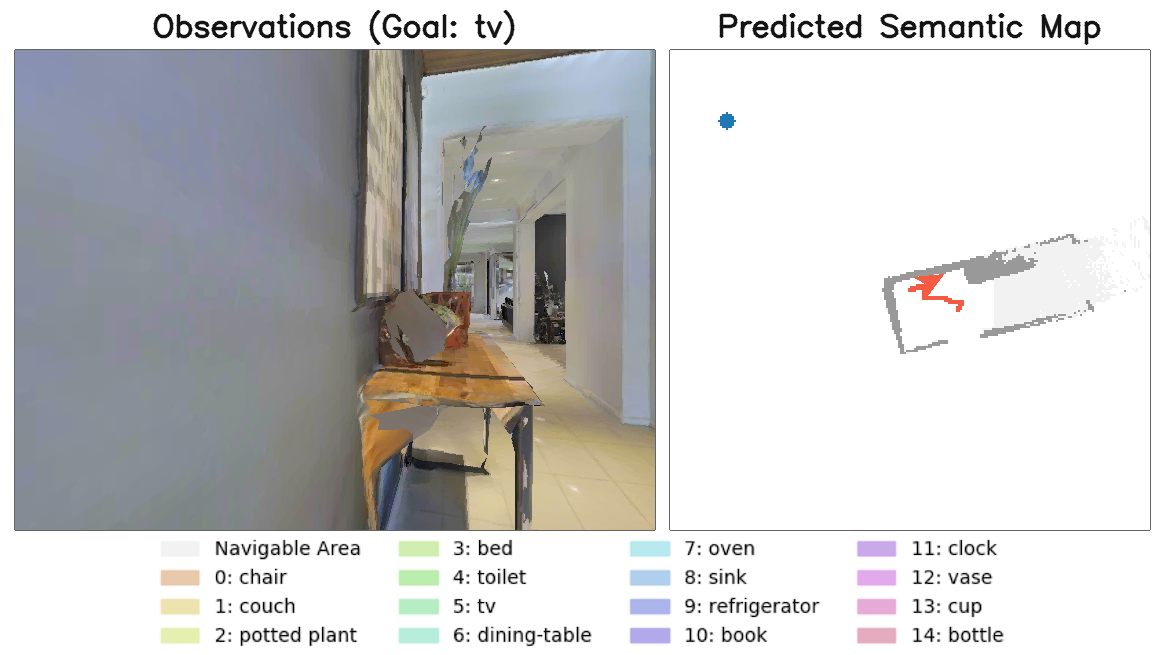 Observations (Goal: tv)
Predicted Semantic Map
Navigable Area
0: chair
1: couch
2: potted plant
3: bed
4: toilet
5: tv
6: dining-table
7: oven
8: sink
9: refrigerator
10: book
11: clock
12: vase
13: cup
14: bottle